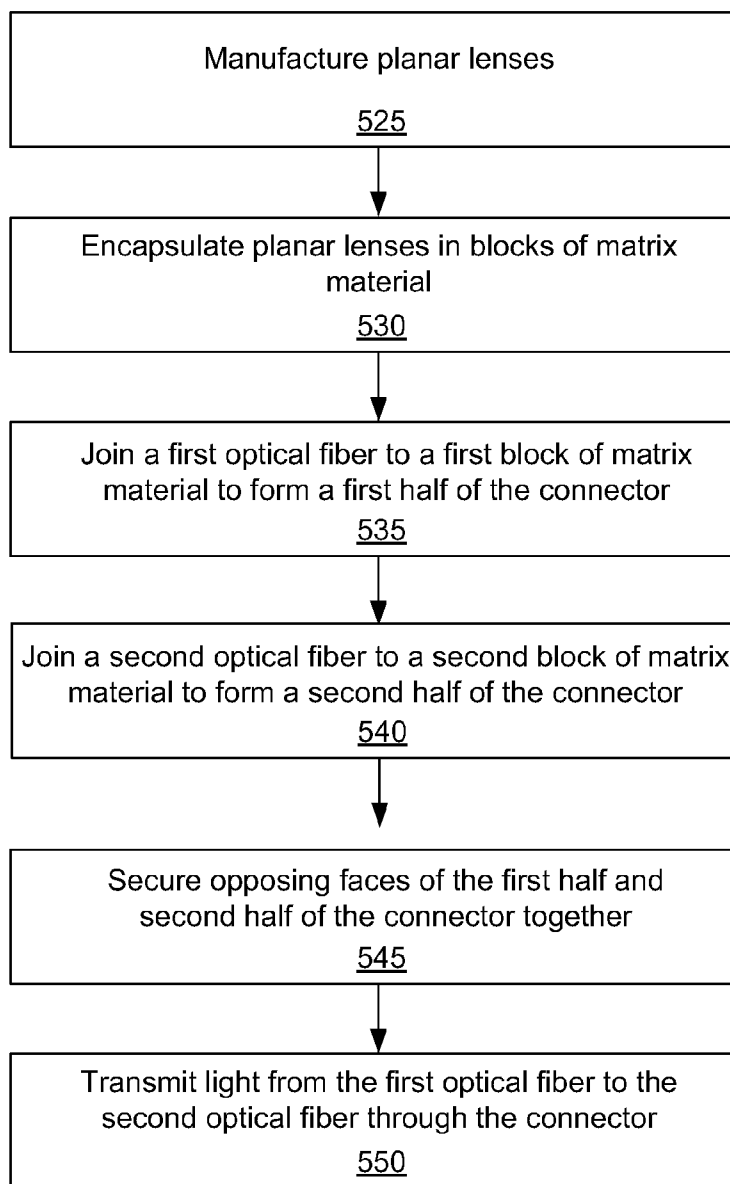 Manufacture planar lenses
525
Encapsulate planar lenses in blocks of matrix
material
530
Join a first optical fiber to a first block of matrix
material to form a first half of the connector
535
Join a second optical fiber to a second block of matrix
material to form a second half of the connector
540
Secure opposing faces of the first half and
second half of the connector together
545
Transmit light from the first optical fiber to the
second optical fiber through the connector
550